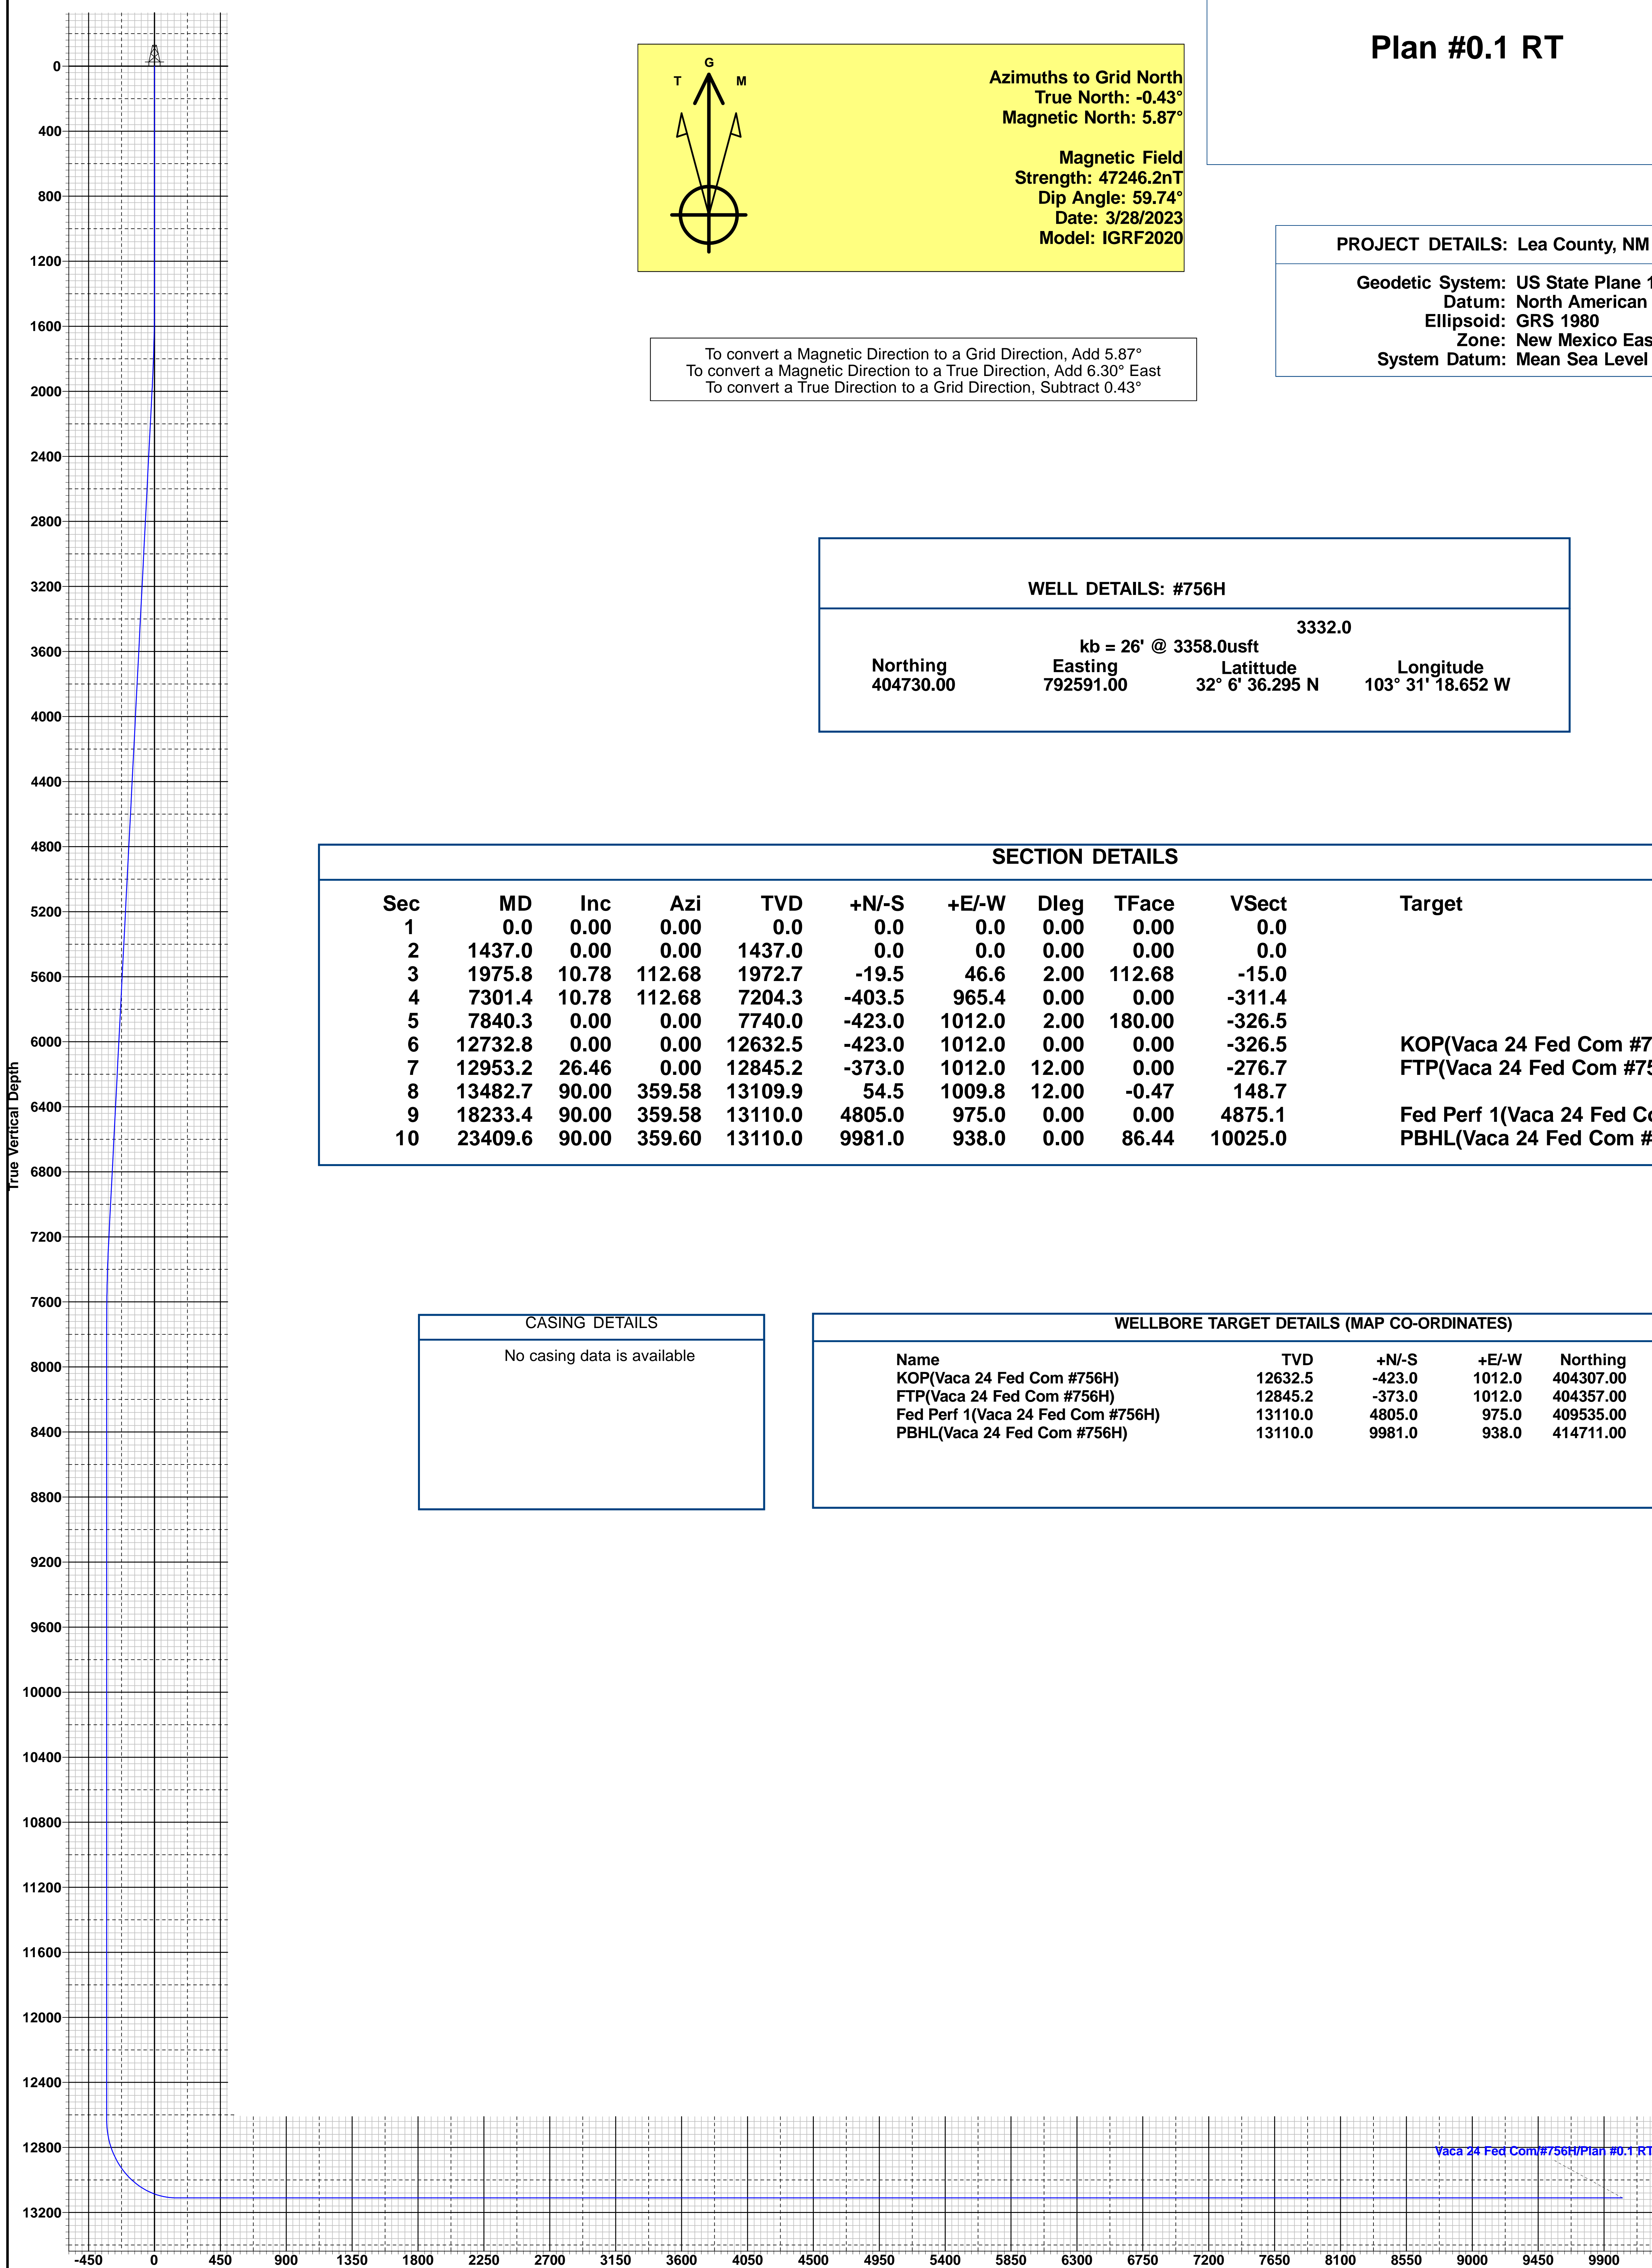 Plan #0.1 RT
T G M
Azimuths to Grid North
True North: -0.43°
Magnetic North: 5.87°
Magnetic Field
Strength: 47246.2nT
Dip Angle: 59.74°
Date: 3/28/2023
Model: IGRF2020
PROJECT DETAILS: Lea County, NM
Geodetic System: US State Plane 1
Datum: North American
Ellipsoid: GRS 1980
Zone: New Mexico Eas
System Datum: Mean Sea Level
To convert a Magnetic Direction to a Grid Direction, Add 5.87°
To convert a Magnetic Direction to a True Direction, Add 6.30° East
To convert a True Direction to a Grid Direction, Subtract 0.43°
WELL DETAILS: #756H
3332.0
kb = 26' @ 3358.0usft
Northing Easting Latittude Longitude
404730.00 792591.00 32° 6' 36.295 N 103° 31' 18.652 W
SECTION DETAILS
Sec MD Inc Azi TVD +N/-S +E/-W Dleg TFace VSect Target
1 0.0 0.00 0.00 0.0 0.0 0.0 0.00 0.00 0.0
2 1437.0 0.00 0.00 1437.0 0.0 0.0 0.00 0.00 0.0
3 1975.8 10.78 112.68 1972.7 -19.5 46.6 2.00 112.68 -15.0
4 7301.4 10.78 112.68 7204.3 -403.5 965.4 0.00 0.00 -311.4
5 7840.3 0.00 0.00 7740.0 -423.0 1012.0 2.00 180.00 -326.5
6 12732.8 0.00 0.00 12632.5 -423.0 1012.0 0.00 0.00 -326.5 KOP(Vaca 24 Fed Com #7
7 12953.2 26.46 0.00 12845.2 -373.0 1012.0 12.00 0.00 -276.7 FTP(Vaca 24 Fed Com #75
8 13482.7 90.00 359.58 13109.9 54.5 1009.8 12.00 -0.47 148.7
9 18233.4 90.00 359.58 13110.0 4805.0 975.0 0.00 0.00 4875.1 Fed Perf 1(Vaca 24 Fed Co
10 23409.6 90.00 359.60 13110.0 9981.0 938.0 0.00 86.44 10025.0 PBHL(Vaca 24 Fed Com #
CASING DETAILS
No casing data is available
WELLBORE TARGET DETAILS (MAP CO-ORDINATES)
Name TVD +N/-S +E/-W Northing
KOP(Vaca 24 Fed Com #756H) 12632.5 -423.0 1012.0 404307.00
FTP(Vaca 24 Fed Com #756H) 12845.2 -373.0 1012.0 404357.00
Fed Perf 1(Vaca 24 Fed Com #756H) 13110.0 4805.0 975.0 409535.00
PBHL(Vaca 24 Fed Com #756H) 13110.0 9981.0 938.0 414711.00
True Vertical Depth
0
400
800
1200
1600
2000
2400
2800
3200
3600
4000
4400
4800
5200
5600
6000
6400
6800
7200
7600
8000
8400
8800
9200
9600
10000
10400
10800
11200
11600
12000
12400
12800
13200
Vaca 24 Fed Com/#756H/Plan #0.1 RT
-450 0 450 900 1350 1800 2250 2700 3150 3600 4050 4500 4950 5400 5850 6300 6750 7200 7650 8100 8550 9000 9450 9900